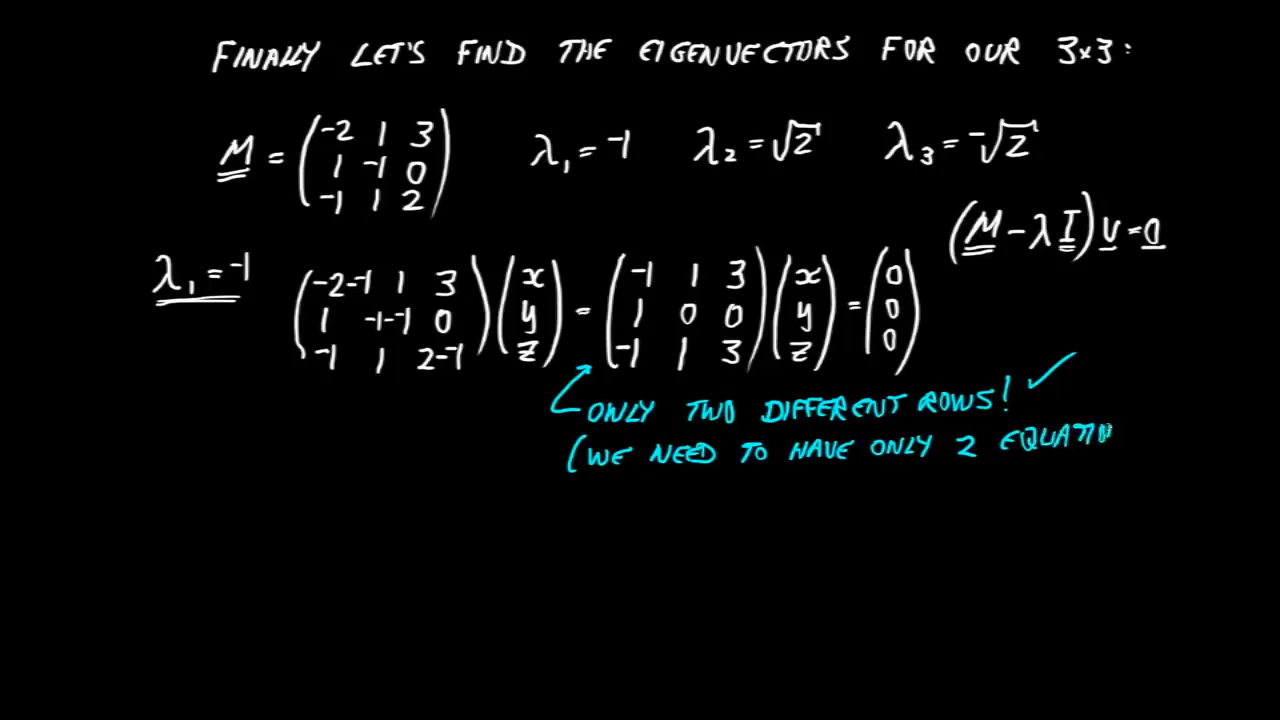 FINALLY LET'S FIND THE EIGENVECTORS FOR OUR 3×3:
M = (-2 1 3
1 -1 0
-1 1 2)
λ₁ = -1 λ₂ = √2 λ₃ = -√2
(M - λI)v = 0
λ₁ = -1
(-2--1 1 3
1 -1--1 0
-1 1 2--1)
(x
y
z)
=
(-1 1 3
1 0 0
-1 1 3)
(x
y
z)
=
(0
0
0)
ONLY TWO DIFFERENT ROWS! ✓
(WE NEED TO HAVE ONLY 2 EQUATIO